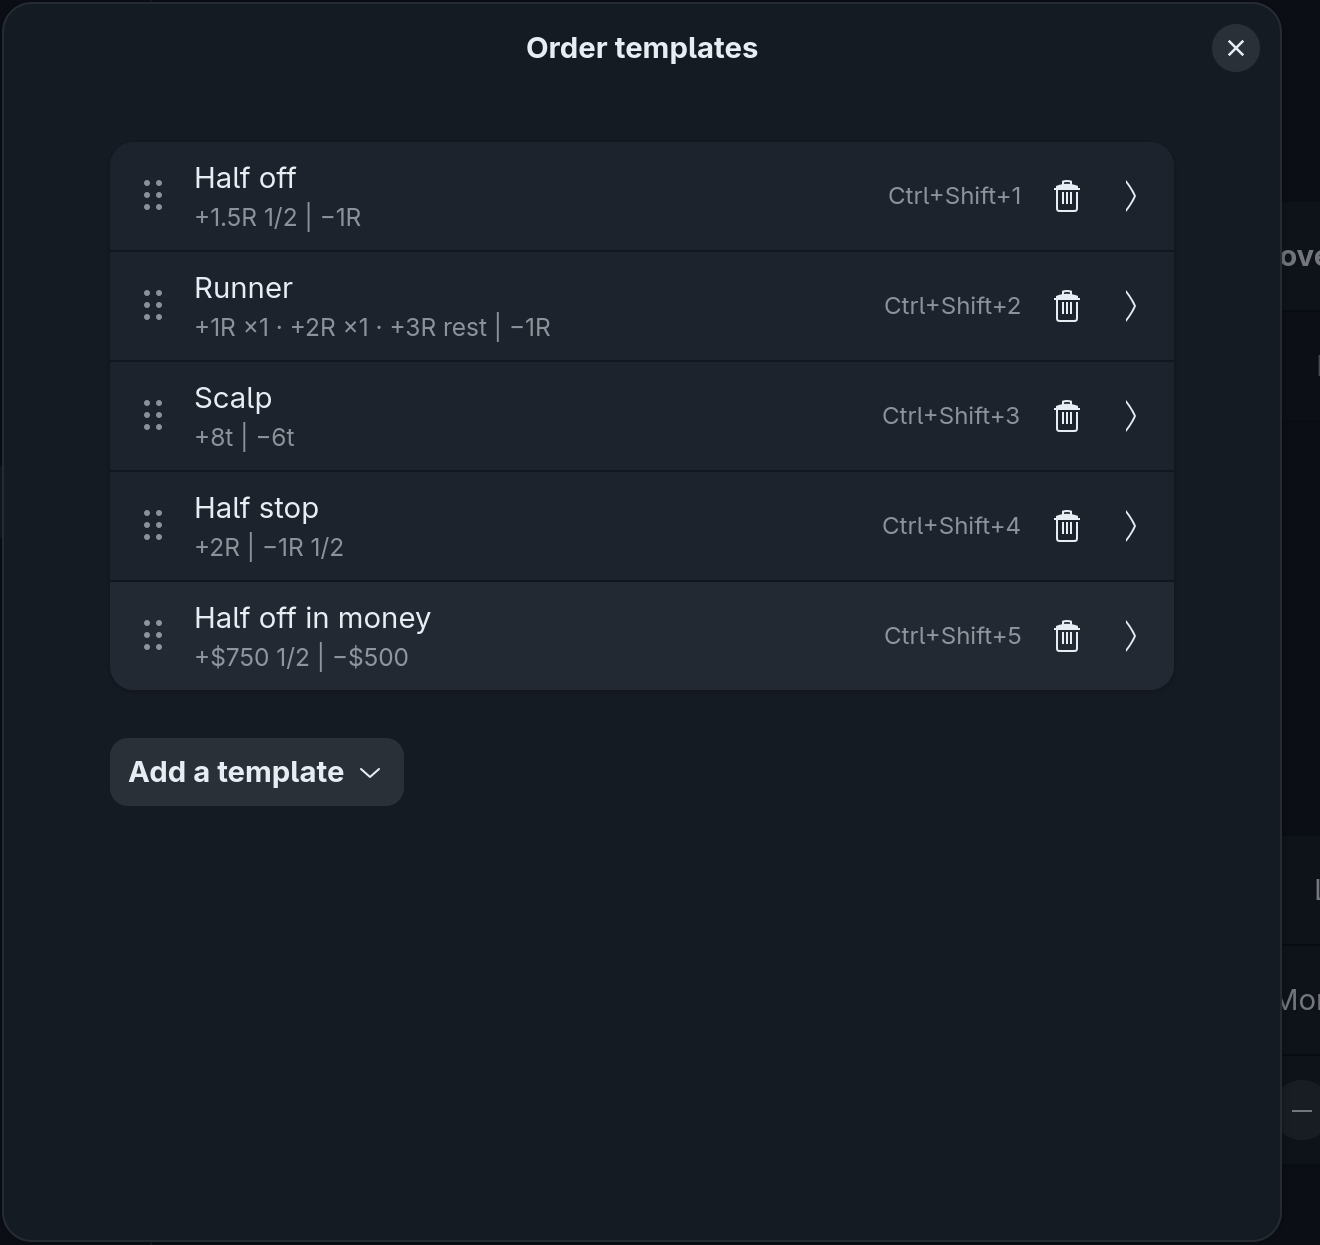 Order templates
Half off
+1.5R 1/2 | −1R
Ctrl+Shift+1
Runner
+1R ×1 · +2R ×1 · +3R rest | −1R
Ctrl+Shift+2
Scalp
+8t | −6t
Ctrl+Shift+3
Half stop
+2R | −1R 1/2
Ctrl+Shift+4
Half off in money
+$750 1/2 | −$500
Ctrl+Shift+5
Add a template